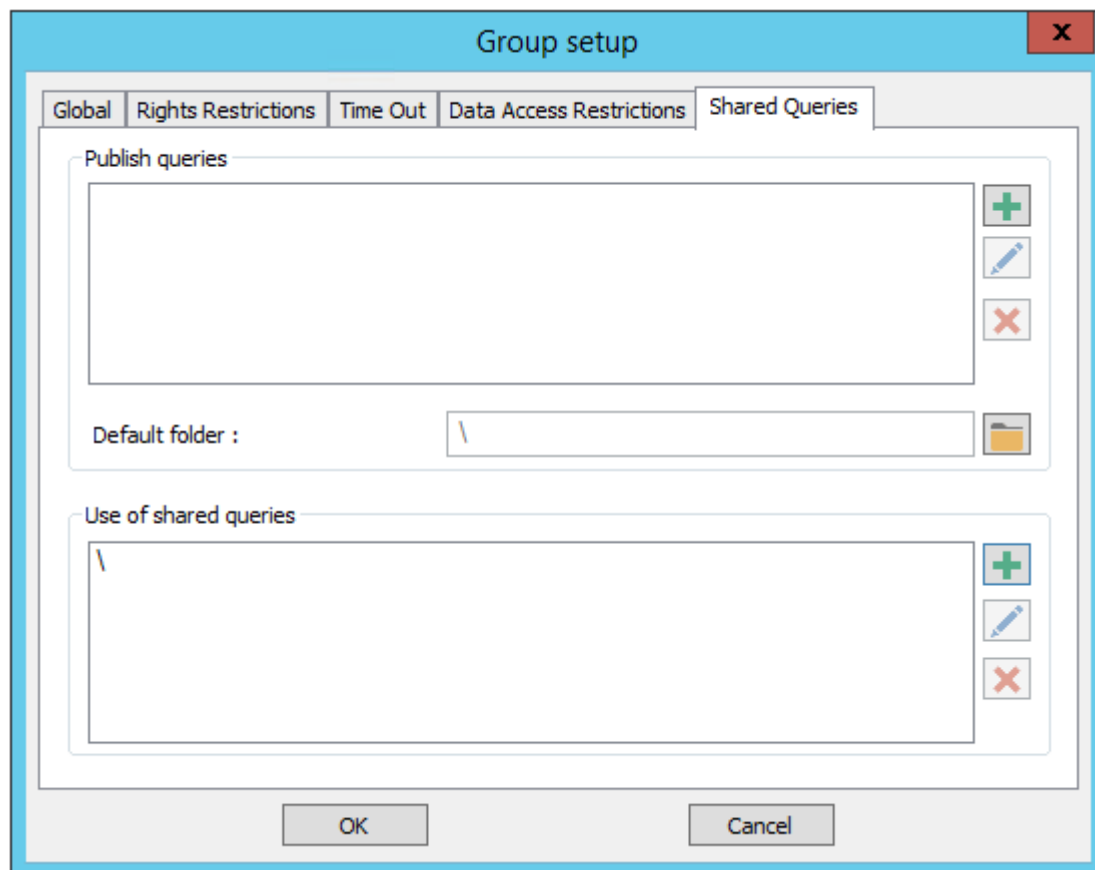 Group setup
x
Global Rights Restrictions Time Out Data Access Restrictions Shared Queries
Publish queries
Default folder : \
Use of shared queries
\
OK Cancel